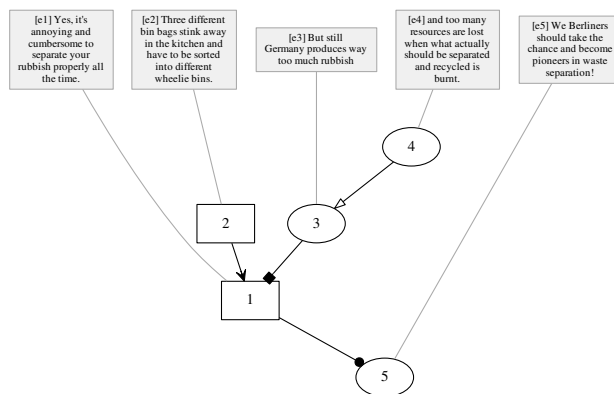 [e1] Yes, it's
annoying and
cumbersome to
separate your
rubbish properly all
the time.
[e2] Three different
bin bags stink away
in the kitchen and
have to be sorted
into different
wheelie bins.
[e3] But still
Germany produces way
too much rubbish
[e4] and too many
resources are lost
when what actually
should be separated
and recycled is
burnt.
[e5] We Berliners
should take the
chance and become
pioneers in waste
separation!
4
2
3
1
5